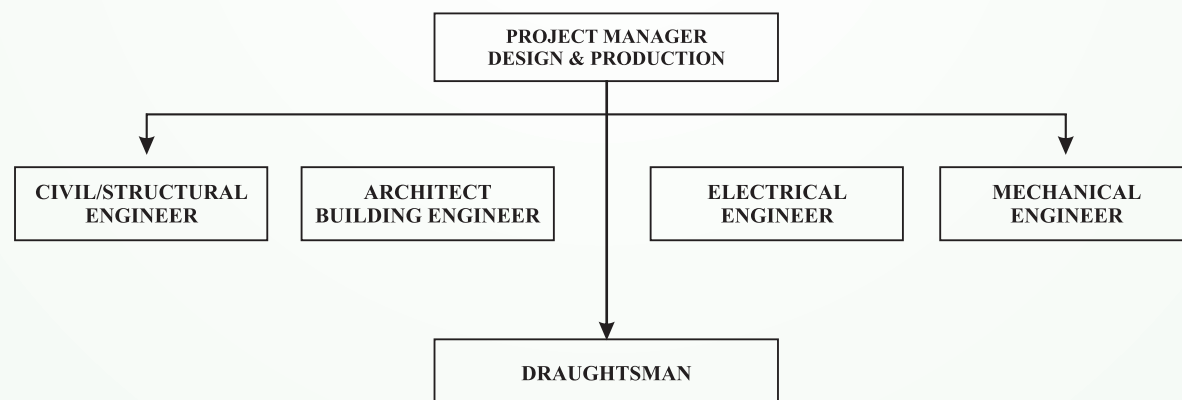 PROJECT MANAGER
DESIGN & PRODUCTION
CIVIL/STRUCTURAL
ENGINEER
ARCHITECT
BUILDING ENGINEER
ELECTRICAL
ENGINEER
MECHANICAL
ENGINEER
DRAUGHTSMAN